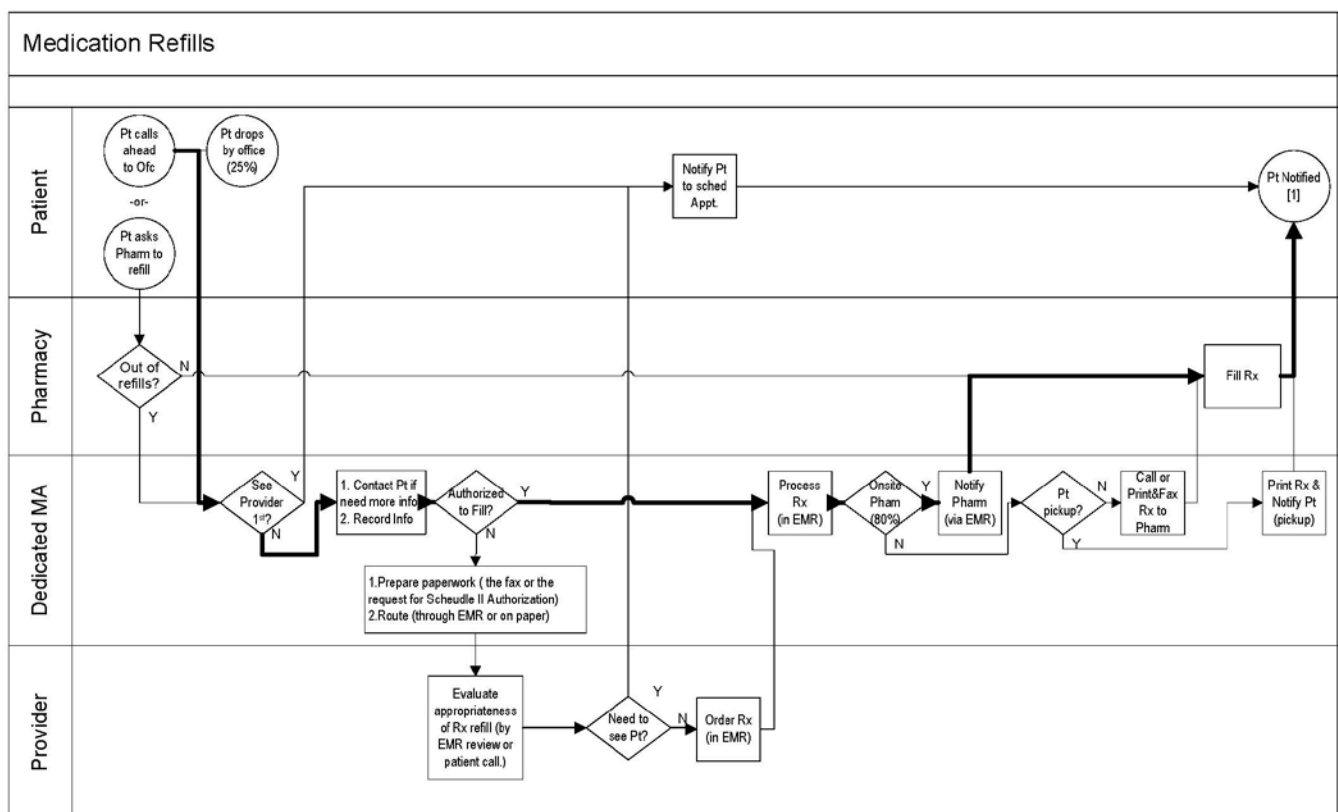 Medication Refills
Patient
Pt calls
ahead
to Ofc
Pt drops
by office
(25%)
-or-
Pt asks
Pharm to
refill
Notify Pt
to sched
Appt.
Pt Notified
[1]
Pharmacy
Out of
refills?
N
Y
Fill Rx
Dedicated MA
See
Provider
1st?
Y
N
1. Contact Pt if
need more info
2. Record Info
Authorized
to Fill?
Y
N
1.Prepare paperwork ( the fax or the
request for Scheudle II Authorization)
2.Route (through EMR or on paper)
Process
Rx
(in EMR)
Onsite
Pham
(80%)
Y
N
Notify
Pharm
(via EMR)
Pt
pickup?
N
Y
Call or
Print&Fax
Rx to
Pharm
Print Rx &
Notify Pt
(pickup)
Provider
Evaluate
appropriateness
of Rx refill (by
EMR review or
patient call.)
Need to
see Pt?
Y
N
Order Rx
(in EMR)